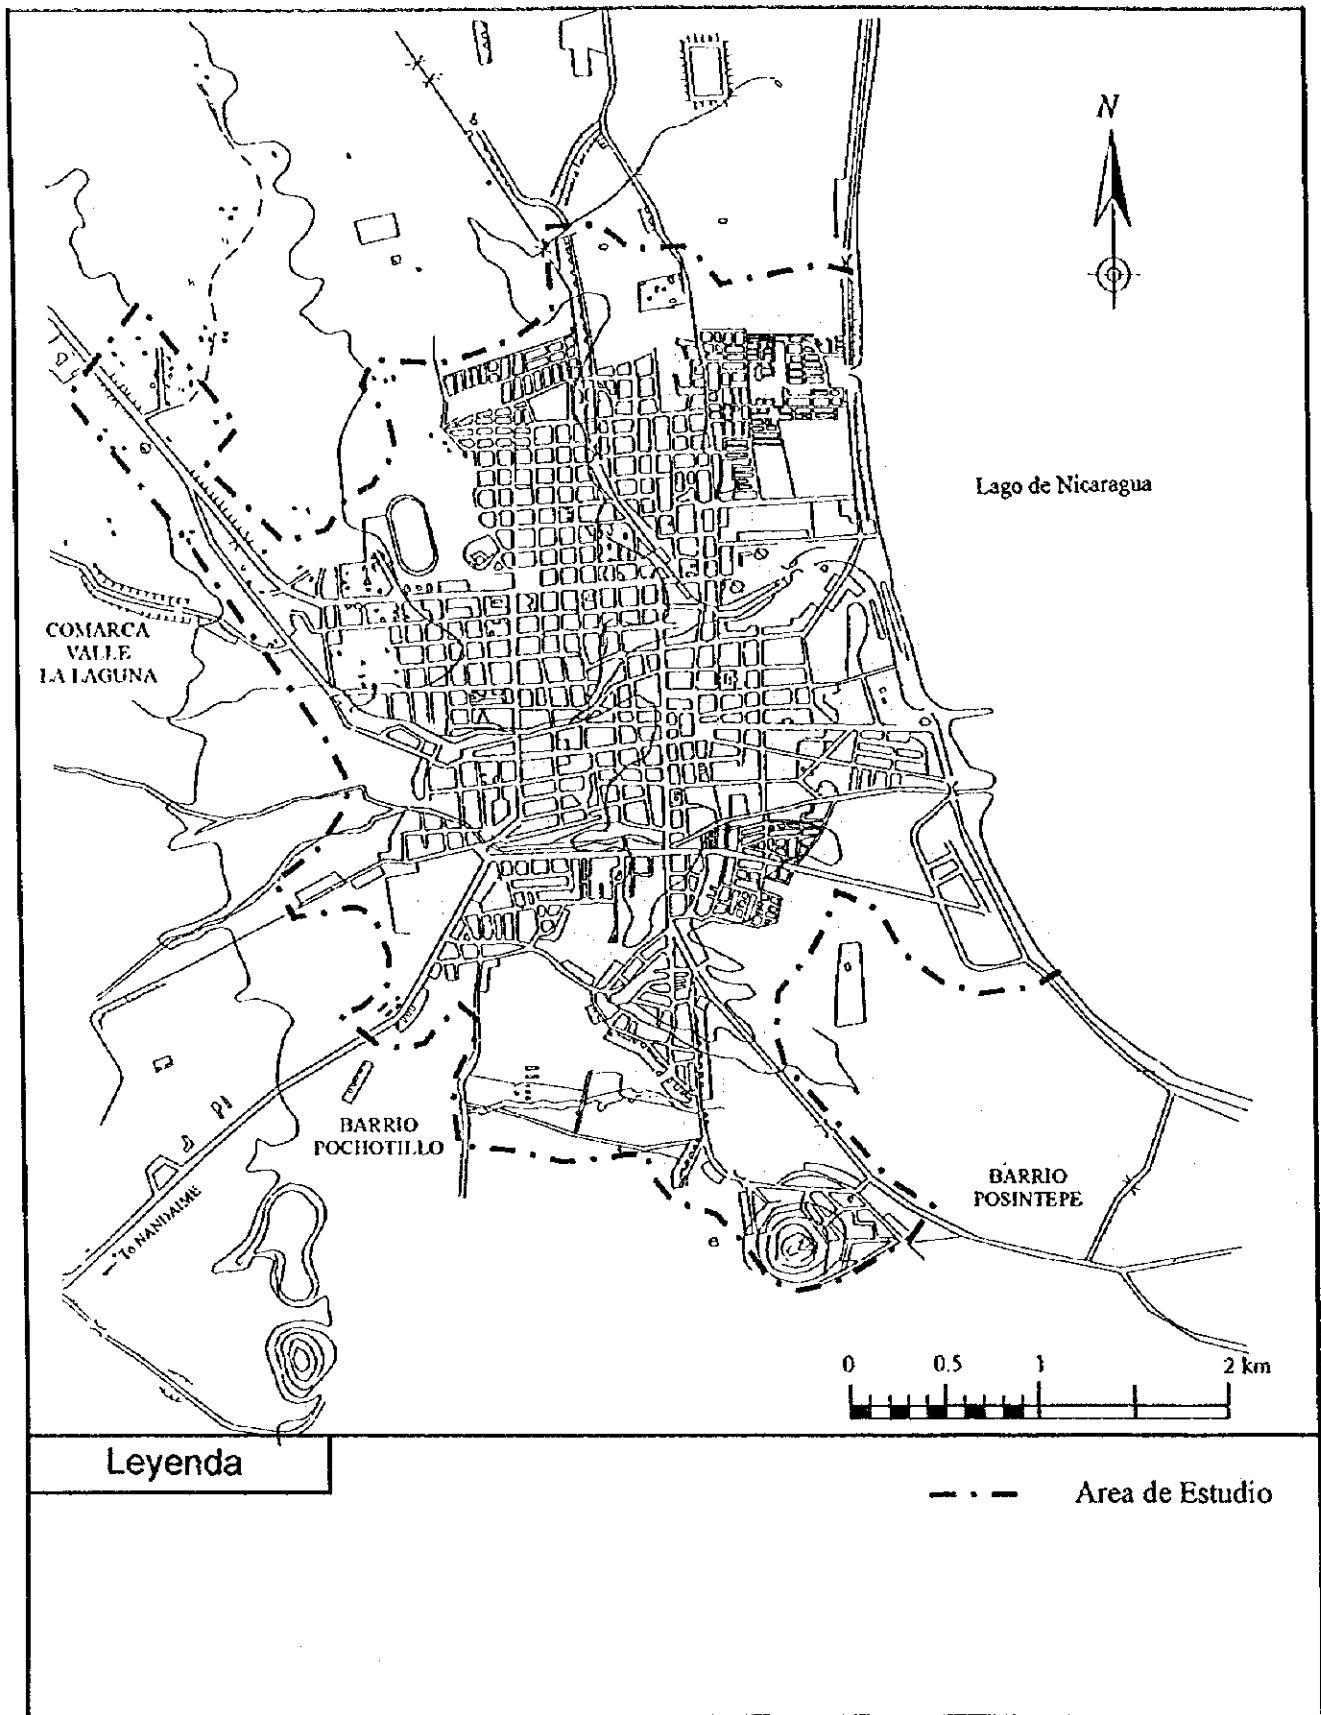 N
Lago de Nicaragua
COMARCA
VALLE
LA LAGUNA
BARRIO
POCHOTILLO
BARRIO
POSINTEPE
To NANDAIME
0 0.5 1 2 km
Leyenda
Area de Estudio